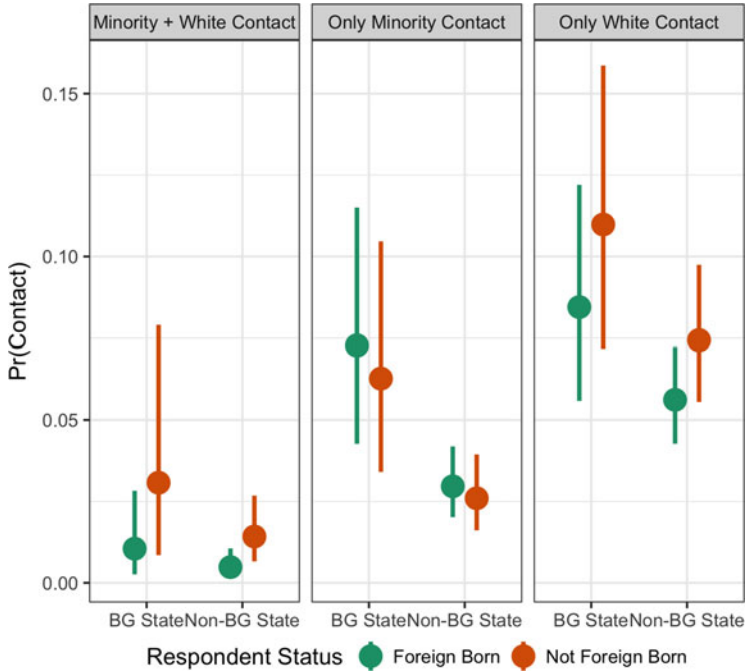 Minority + White Contact
Only Minority Contact
Only White Contact
Pr(Contact)
0.15
0.10
0.05
0.00
BG State Non-BG State
BG State Non-BG State
BG State Non-BG State
Respondent Status Foreign Born Not Foreign Born